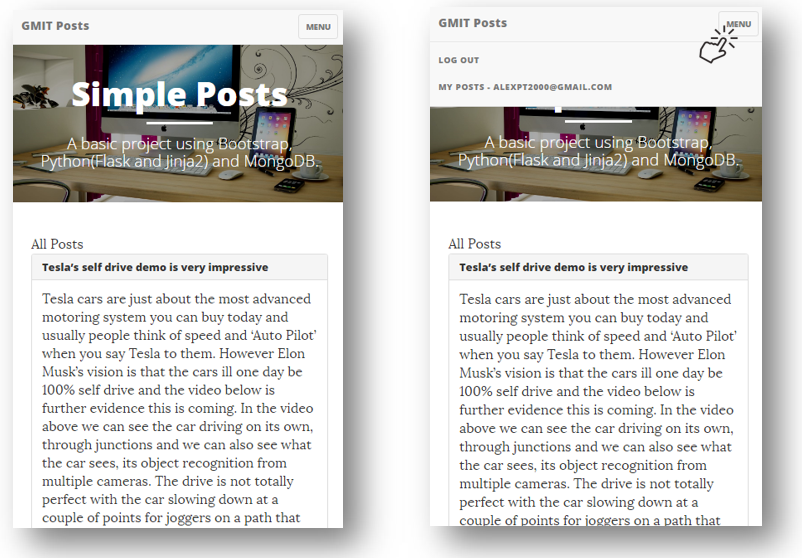 GMIT Posts
MENU
Simple Posts
A basic project using Bootstrap,
Python(Flask and Jinja2) and MongoDB.
All Posts
Tesla's self drive demo is very impressive
Tesla cars are just about the most advanced
motoring system you can buy today and
usually people think of speed and ‘Auto Pilot’
when you say Tesla to them. However Elon
Musk's vision is that the cars ill one day be
100% self drive and the video below is
further evidence this is coming. In the video
above we can see the car driving on its own,
through junctions and we can also see what
the car sees, its object recognition from
multiple cameras. The drive is not totally
perfect with the car slowing down at a
couple of points for joggers on a path that
GMIT Posts
MENU
LOG OUT
MY POSTS - ALEXPT2000@GMAIL.COM
A basic project using Bootstrap,
Python(Flask and Jinja2) and MongoDB.
All Posts
Tesla's self drive demo is very impressive
Tesla cars are just about the most advanced
motoring system you can buy today and
usually people think of speed and ‘Auto Pilot’
when you say Tesla to them. However Elon
Musk's vision is that the cars ill one day be
100% self drive and the video below is
further evidence this is coming. In the video
above we can see the car driving on its own,
through junctions and we can also see what
the car sees, its object recognition from
multiple cameras. The drive is not totally
perfect with the car slowing down at a
couple of points for joggers on a path that